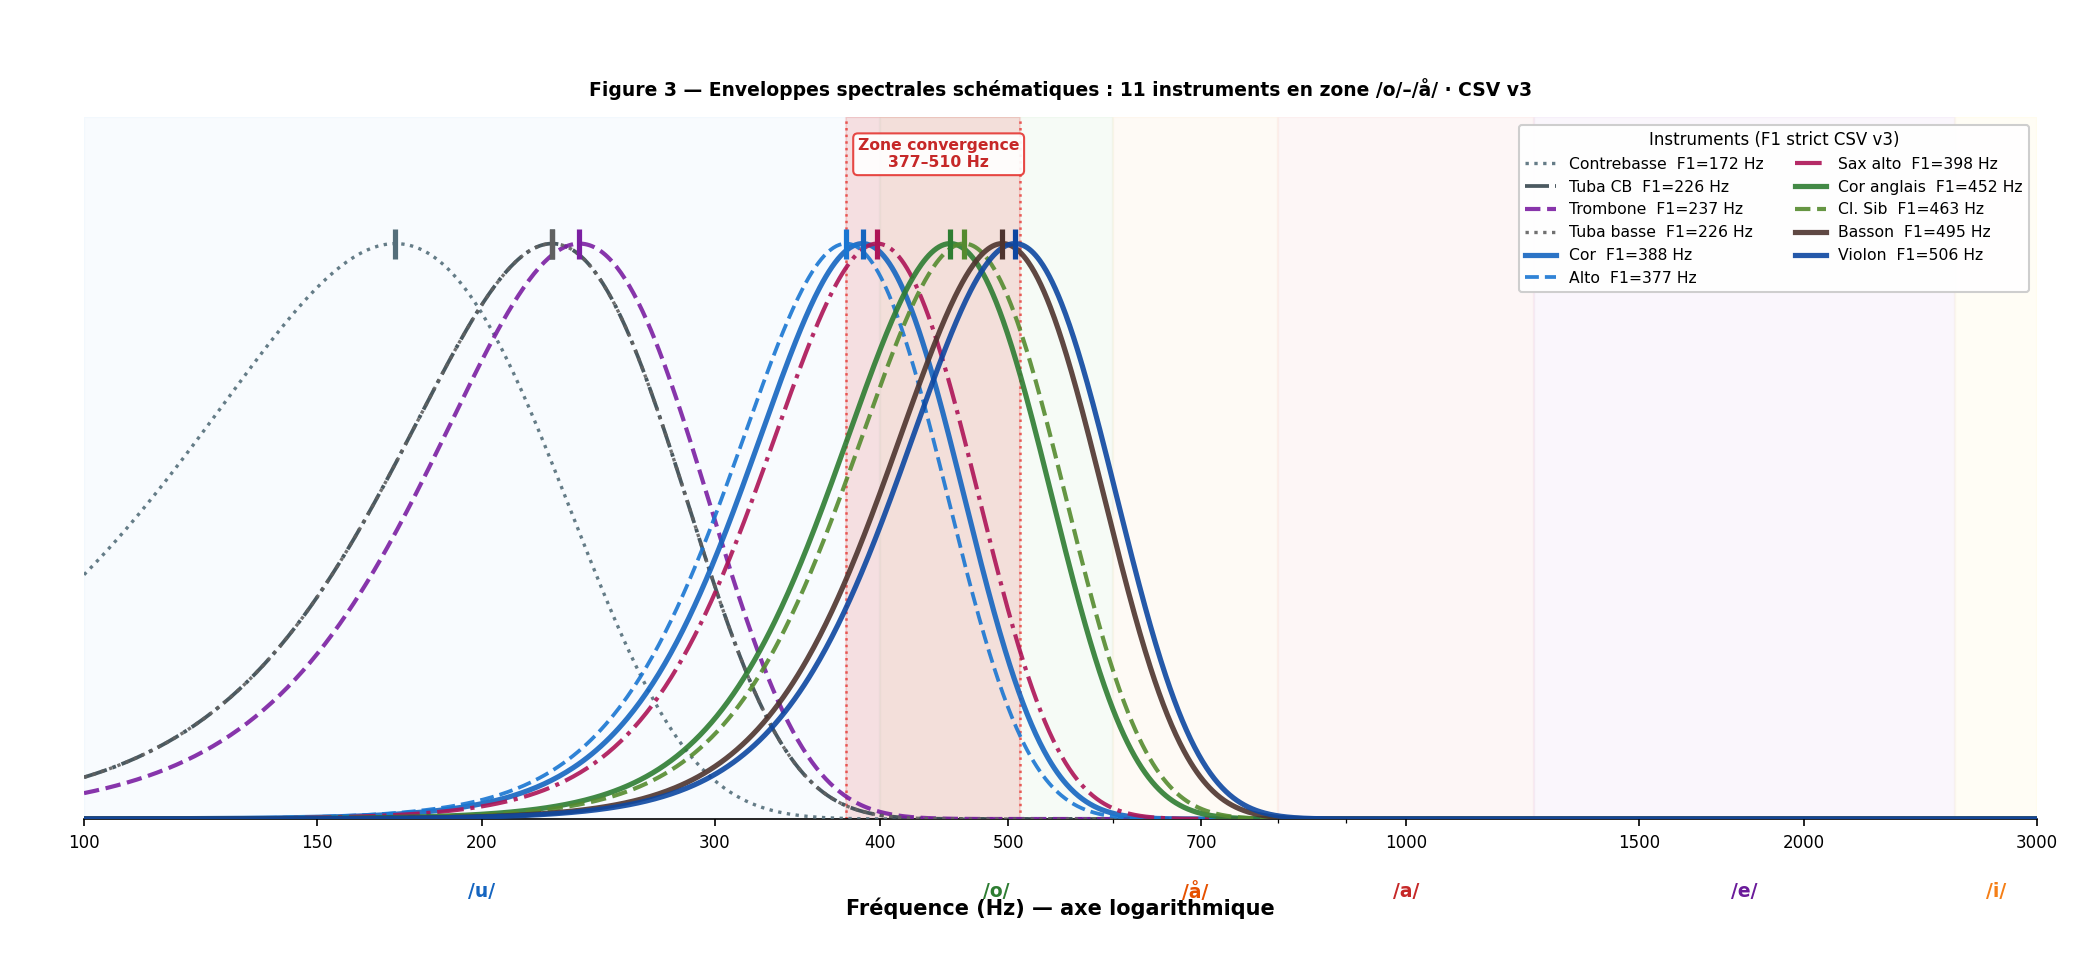 Figure 3 — Enveloppes spectrales schématiques : 11 instruments en zone /o/–/å/ · CSV v3
Zone convergence
377–510 Hz
Instruments (F1 strict CSV v3)
Contrebasse  F1=172 Hz
Tuba CB  F1=226 Hz
Trombone  F1=237 Hz
Tuba basse  F1=226 Hz
Cor  F1=388 Hz
Alto  F1=377 Hz
Sax alto  F1=398 Hz
Cor anglais  F1=452 Hz
Cl. Sib  F1=463 Hz
Basson  F1=495 Hz
Violon  F1=506 Hz
100 150 200 300 400 500 700 1000 1500 2000 3000
/u/ /o/ /å/ /a/ /e/ /i/
Fréquence (Hz) — axe logarithmique